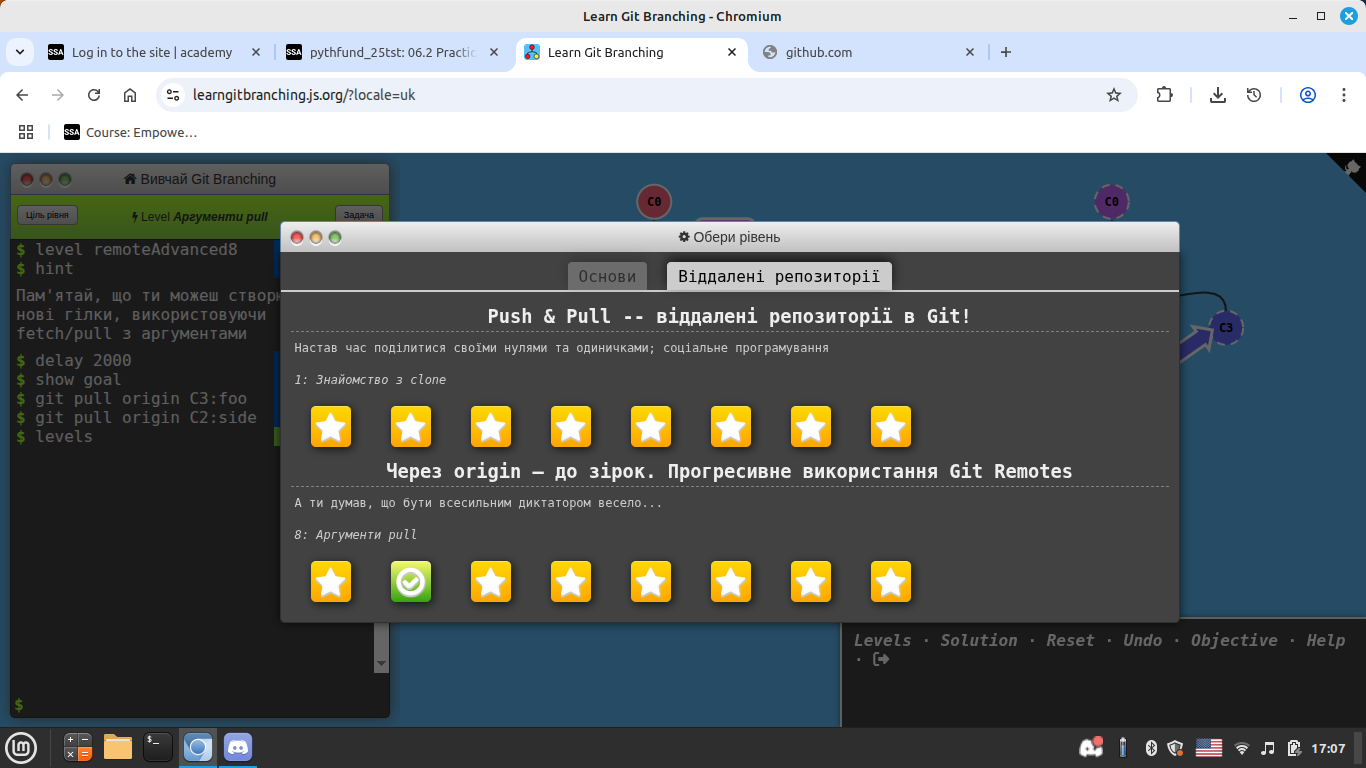 Learn Git Branching - Chromium
Log in to the site | academy
pythfund_25tst: 06.2 Practic
Learn Git Branching
github.com
learngitbranching.js.org/?locale=uk
SSA Course: Empowe…
Вивчай Git Branching
Ціль рівня
Level Аргументи pull
Задача
$ level remoteAdvanced8
$ hint
Пам'ятай, що ти можеш створю
нові гілки, використовуючи
fetch/pull з аргументами
$ delay 2000
$ show goal
$ git pull origin C3:foo
$ git pull origin C2:side
$ levels
$
C0
C0
C3
Обери рівень
Основи
Віддалені репозиторії
Push & Pull -- віддалені репозиторії в Git!
Настав час поділитися своїми нулями та одиничками; соціальне програмування
1: Знайомство з clone
Через origin – до зірок. Прогресивне використання Git Remotes
А ти думав, що бути всесильним диктатором весело...
8: Аргументи pull
Levels · Solution · Reset · Undo · Objective · Help
·
17:07